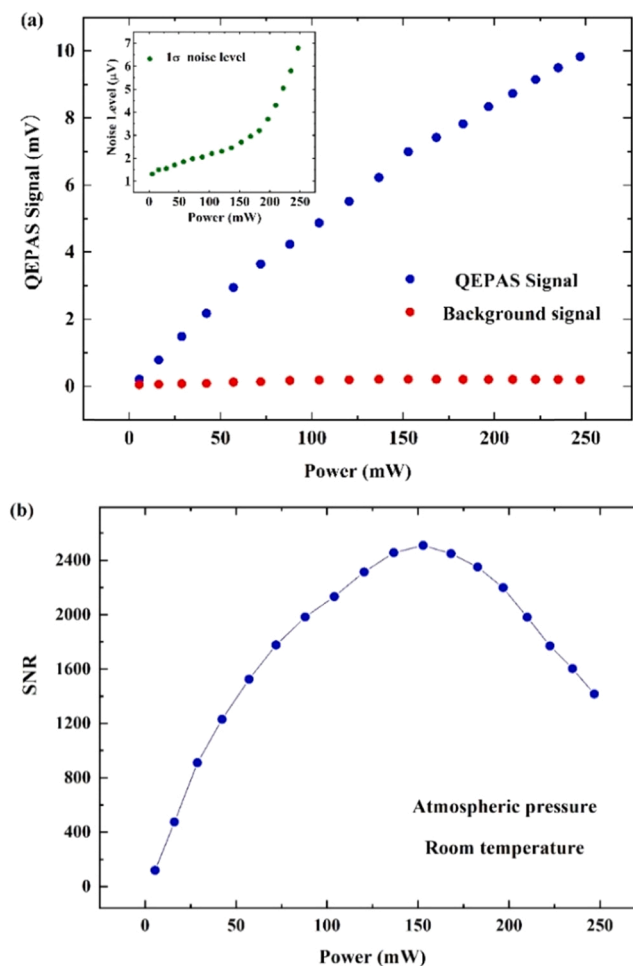 (a)
10
8
6
4
2
0
QEPAS Signal (mV)
7
6
5
4
3
2
1
Noise Level (μV)
1σ noise level
0 50 100 150 200 250
Power (mW)
QEPAS Signal
Background signal
0 50 100 150 200 250
Power (mW)
(b)
2400
2000
1600
1200
800
400
0
SNR
Atmospheric pressure
Room temperature
0 50 100 150 200 250
Power (mW)